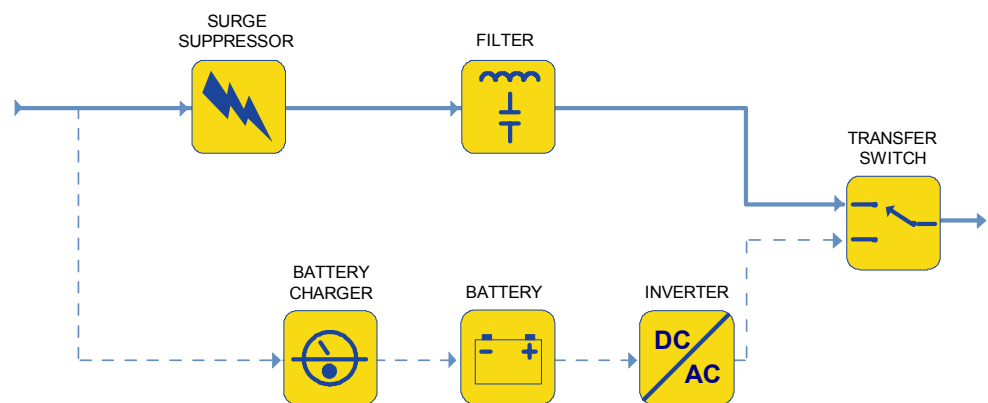 SURGE
SUPPRESSOR
FILTER
TRANSFER
SWITCH
BATTERY
CHARGER
BATTERY
INVERTER
DC
AC